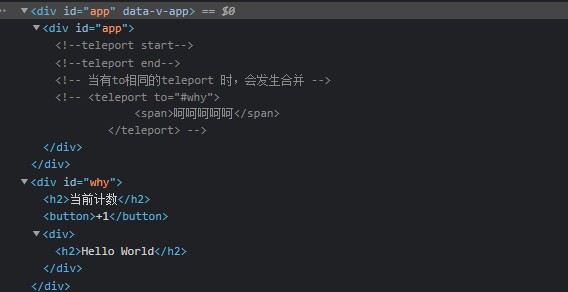 <div id="app" data-v-app> == $0
<div id="app">
<!--teleport start-->
<!--teleport end-->
<!-- 当有to相同的teleport 时，会发生合并 -->
<!-- <teleport to="#why">
<span>呵呵呵呵呵</span>
</teleport> -->
</div>
</div>
<div id="why">
<h2>当前计数</h2>
<button>+1</button>
<div>
<h2>Hello World</h2>
</div>
</div>